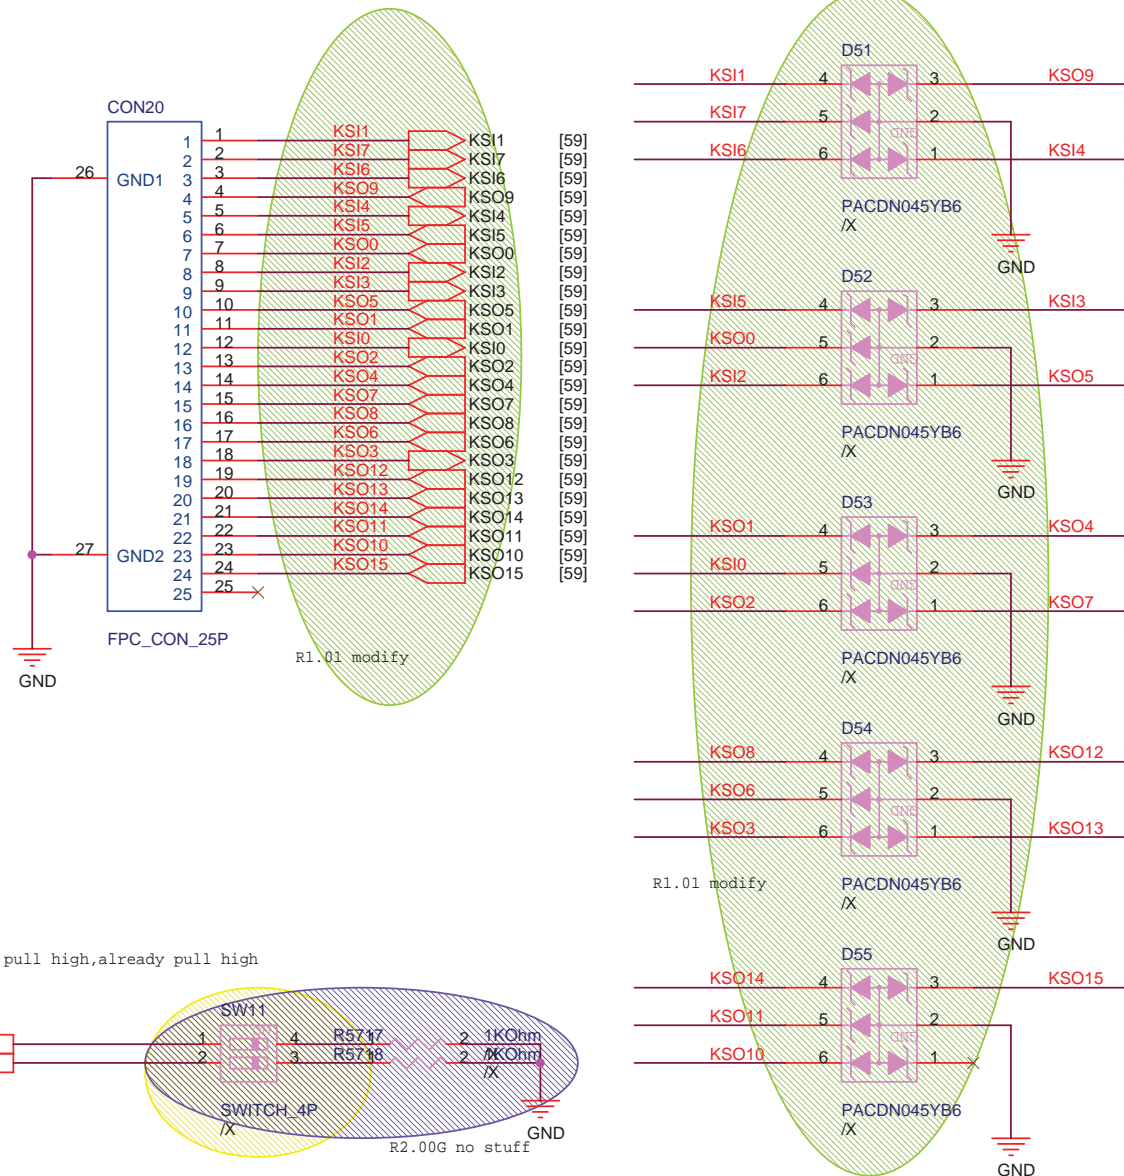 CON20
26 GND1
27 GND2
1 1 KSI1 KSI1 [59]
2 2 KSI7 KSI7 [59]
3 3 KSI6 KSI6 [59]
4 4 KSO9 KSO9 [59]
5 5 KSI4 KSI4 [59]
6 6 KSI5 KSI5 [59]
7 7 KSO0 KSO0 [59]
8 8 KSI2 KSI2 [59]
9 9 KSI3 KSI3 [59]
10 10 KSO5 KSO5 [59]
11 11 KSO1 KSO1 [59]
12 12 KSI0 KSI0 [59]
13 13 KSO2 KSO2 [59]
14 14 KSO4 KSO4 [59]
15 15 KSO7 KSO7 [59]
16 16 KSO8 KSO8 [59]
17 17 KSO6 KSO6 [59]
18 18 KSO3 KSO3 [59]
19 19 KSO12 KSO12 [59]
20 20 KSO13 KSO13 [59]
21 21 KSO14 KSO14 [59]
22 22 KSO11 KSO11 [59]
23 23 KSO10 KSO10 [59]
24 24 KSO15 KSO15 [59]
25 25
FPC_CON_25P
GND
R1.01 modify
D51
KSI1 4 3 KSO9
KSI7 5 2
GND
KSI6 6 1 KSI4
PACDN045YB6
/X
GND
D52
KSI5 4 3 KSI3
KSO0 5 2
GND
KSI2 6 1 KSO5
PACDN045YB6
/X
GND
D53
KSO1 4 3 KSO4
KSI0 5 2
GND
KSO2 6 1 KSO7
PACDN045YB6
/X
GND
D54
KSO8 4 3 KSO12
KSO6 5 2
GND
KSO3 6 1 KSO13
R1.01 modify
PACDN045YB6
/X
GND
D55
KSO14 4 3 KSO15
KSO11 5 2
GND
KSO10 6 1
PACDN045YB6
/X
GND
pull high,already pull high
SW11
1 4 R5717 1 2 1KOhm
/X
2 3 R5718 1 2 1KOhm
/X
SWITCH_4P
/X
GND
R2.00G no stuff